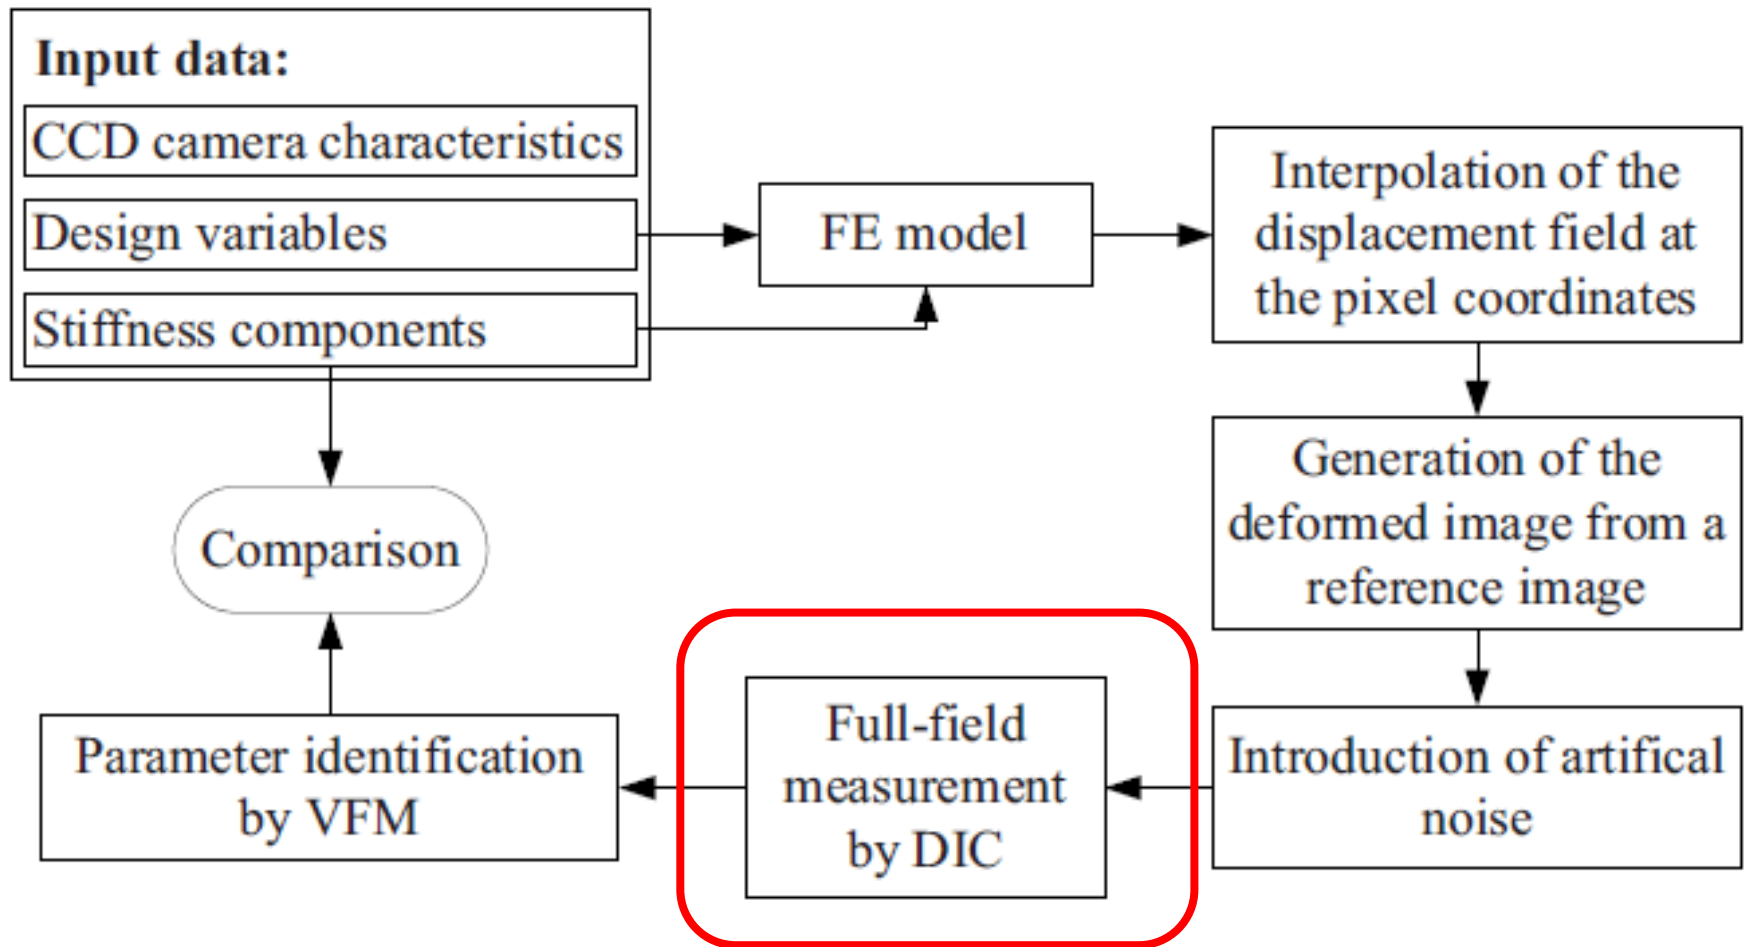 Input data:
CCD camera characteristics
Design variables
Stiffness components
FE model
Interpolation of the
displacement field at
the pixel coordinates
Generation of the
deformed image from a
reference image
Introduction of artifical
noise
Full-field
measurement
by DIC
Parameter identification
by VFM
Comparison